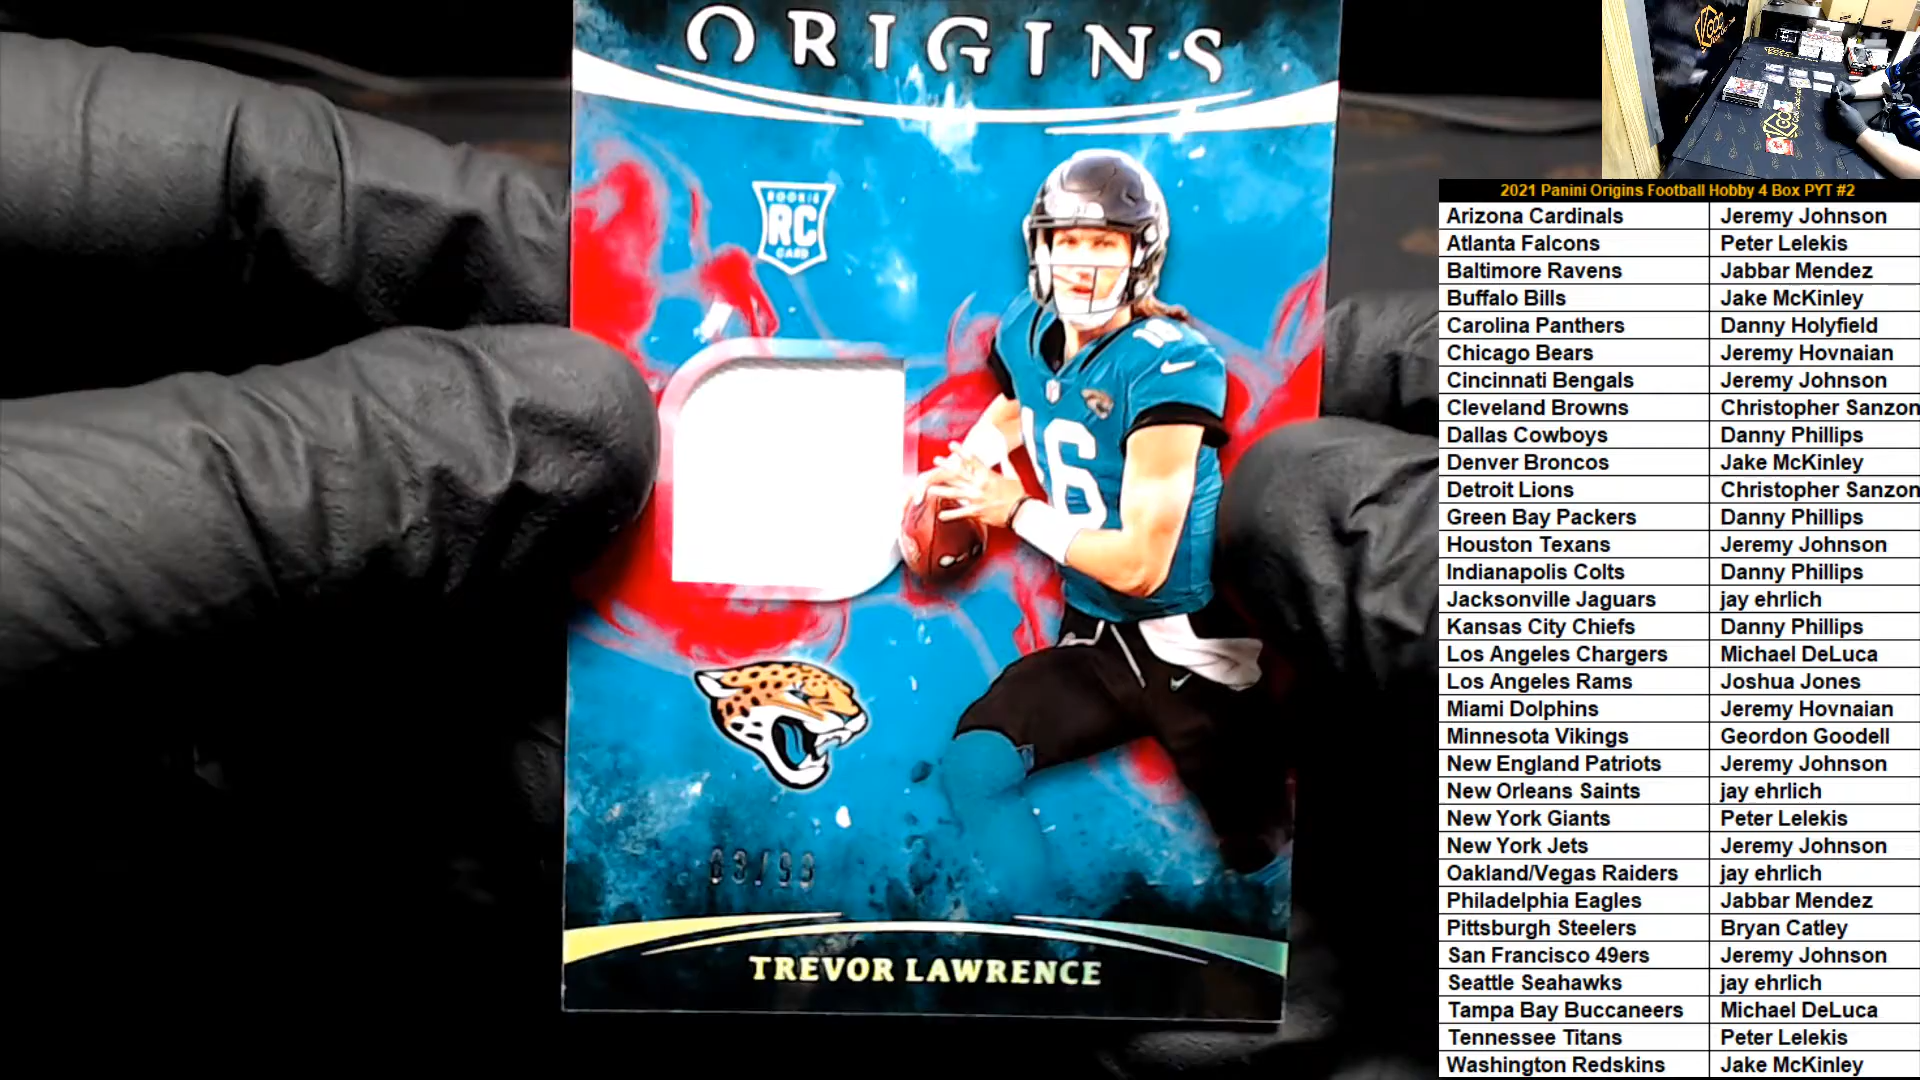 ORIGINS
ROOKIE
RC
CARD
16
16
TREVOR LAWRENCE
2021 Panini Origins Football Hobby 4 Box PYT #2
Arizona Cardinals Jeremy Johnson
Atlanta Falcons Peter Lelekis
Baltimore Ravens Jabbar Mendez
Buffalo Bills Jake McKinley
Carolina Panthers Danny Holyfield
Chicago Bears Jeremy Hovnaian
Cincinnati Bengals Jeremy Johnson
Cleveland Browns Christopher Sanzon
Dallas Cowboys Danny Phillips
Denver Broncos Jake McKinley
Detroit Lions Christopher Sanzon
Green Bay Packers Danny Phillips
Houston Texans Jeremy Johnson
Indianapolis Colts Danny Phillips
Jacksonville Jaguars jay ehrlich
Kansas City Chiefs Danny Phillips
Los Angeles Chargers Michael DeLuca
Los Angeles Rams Joshua Jones
Miami Dolphins Jeremy Hovnaian
Minnesota Vikings Geordon Goodell
New England Patriots Jeremy Johnson
New Orleans Saints jay ehrlich
New York Giants Peter Lelekis
New York Jets Jeremy Johnson
Oakland/Vegas Raiders jay ehrlich
Philadelphia Eagles Jabbar Mendez
Pittsburgh Steelers Bryan Catley
San Francisco 49ers Jeremy Johnson
Seattle Seahawks jay ehrlich
Tampa Bay Buccaneers Michael DeLuca
Tennessee Titans Peter Lelekis
Washington Redskins Jake McKinley